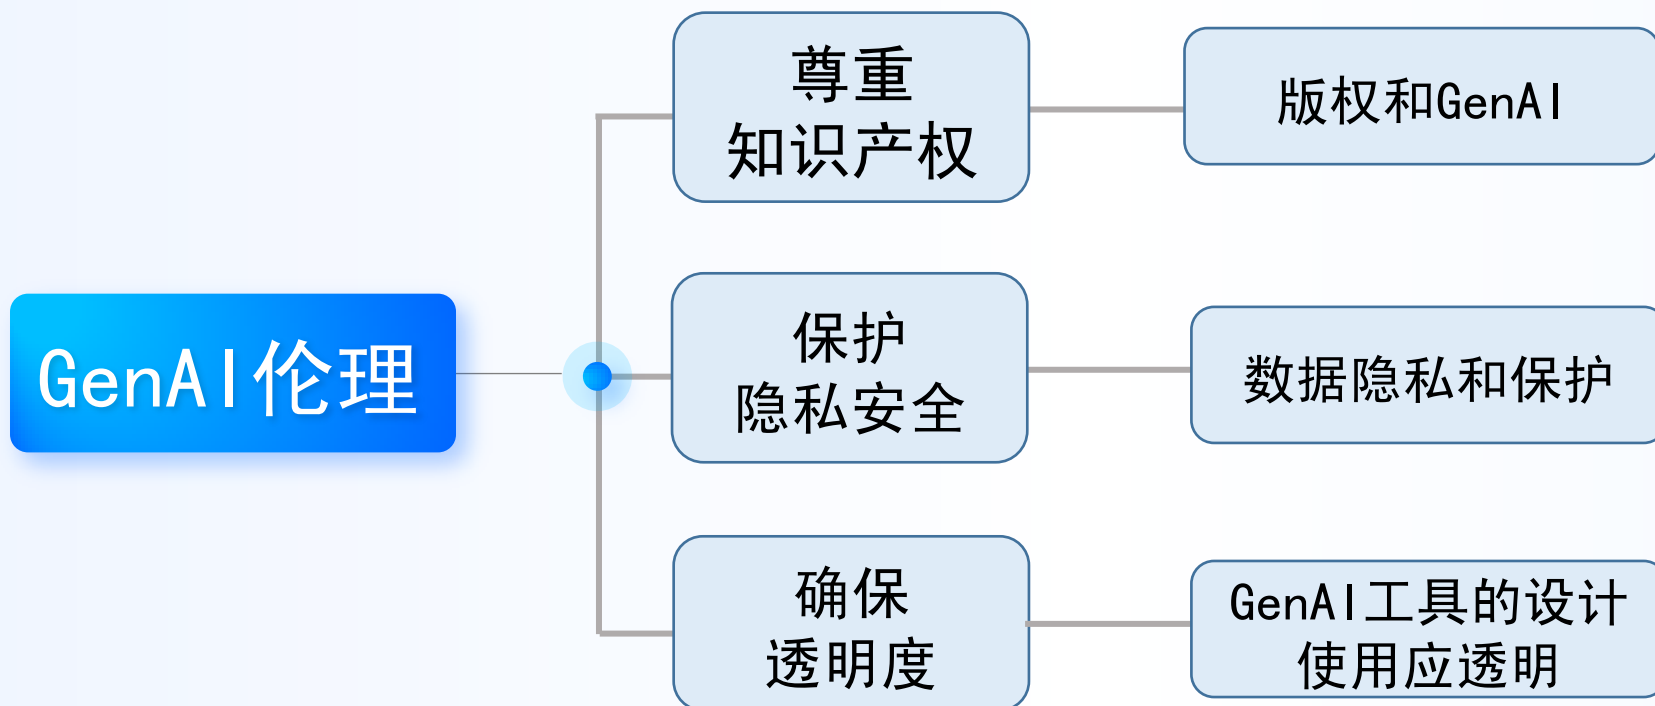 尊重
知识产权
版权和GenAI
GenAI伦理
保护
隐私安全
数据隐私和保护
确保
透明度
GenAI工具的设计
使用应透明